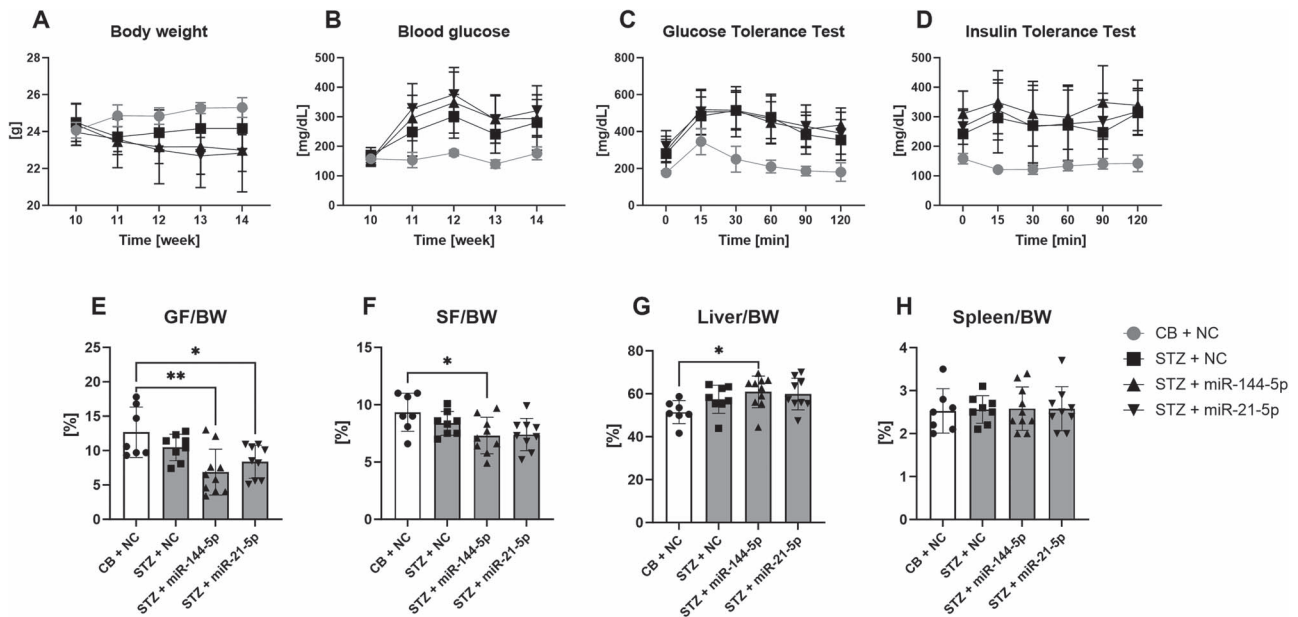 A
Body weight
[g]
28
26
24
22
20
10
11
12
13
14
Time [week]
B
Blood glucose
[mg/dL]
500
400
300
200
100
0
10
11
12
13
14
Time [week]
C
Glucose Tolerance Test
[mg/dL]
800
600
400
200
0
0
15
30
60
90
120
Time [min]
D
Insulin Tolerance Test
[mg/dL]
500
400
300
200
100
0
0
15
30
60
90
120
Time [min]
E
GF/BW
[%]
25
20
15
10
5
0
*
**
CB + NC
STZ + NC
STZ + miR-144-5p
STZ + miR-21-5p
F
SF/BW
[%]
15
10
5
0
*
CB + NC
STZ + NC
STZ + miR-144-5p
STZ + miR-21-5p
G
Liver/BW
[%]
80
60
40
20
0
*
CB + NC
STZ + NC
STZ + miR-144-5p
STZ + miR-21-5p
H
Spleen/BW
[%]
4
3
2
1
0
CB + NC
STZ + NC
STZ + miR-144-5p
STZ + miR-21-5p
CB + NC
STZ + NC
STZ + miR-144-5p
STZ + miR-21-5p